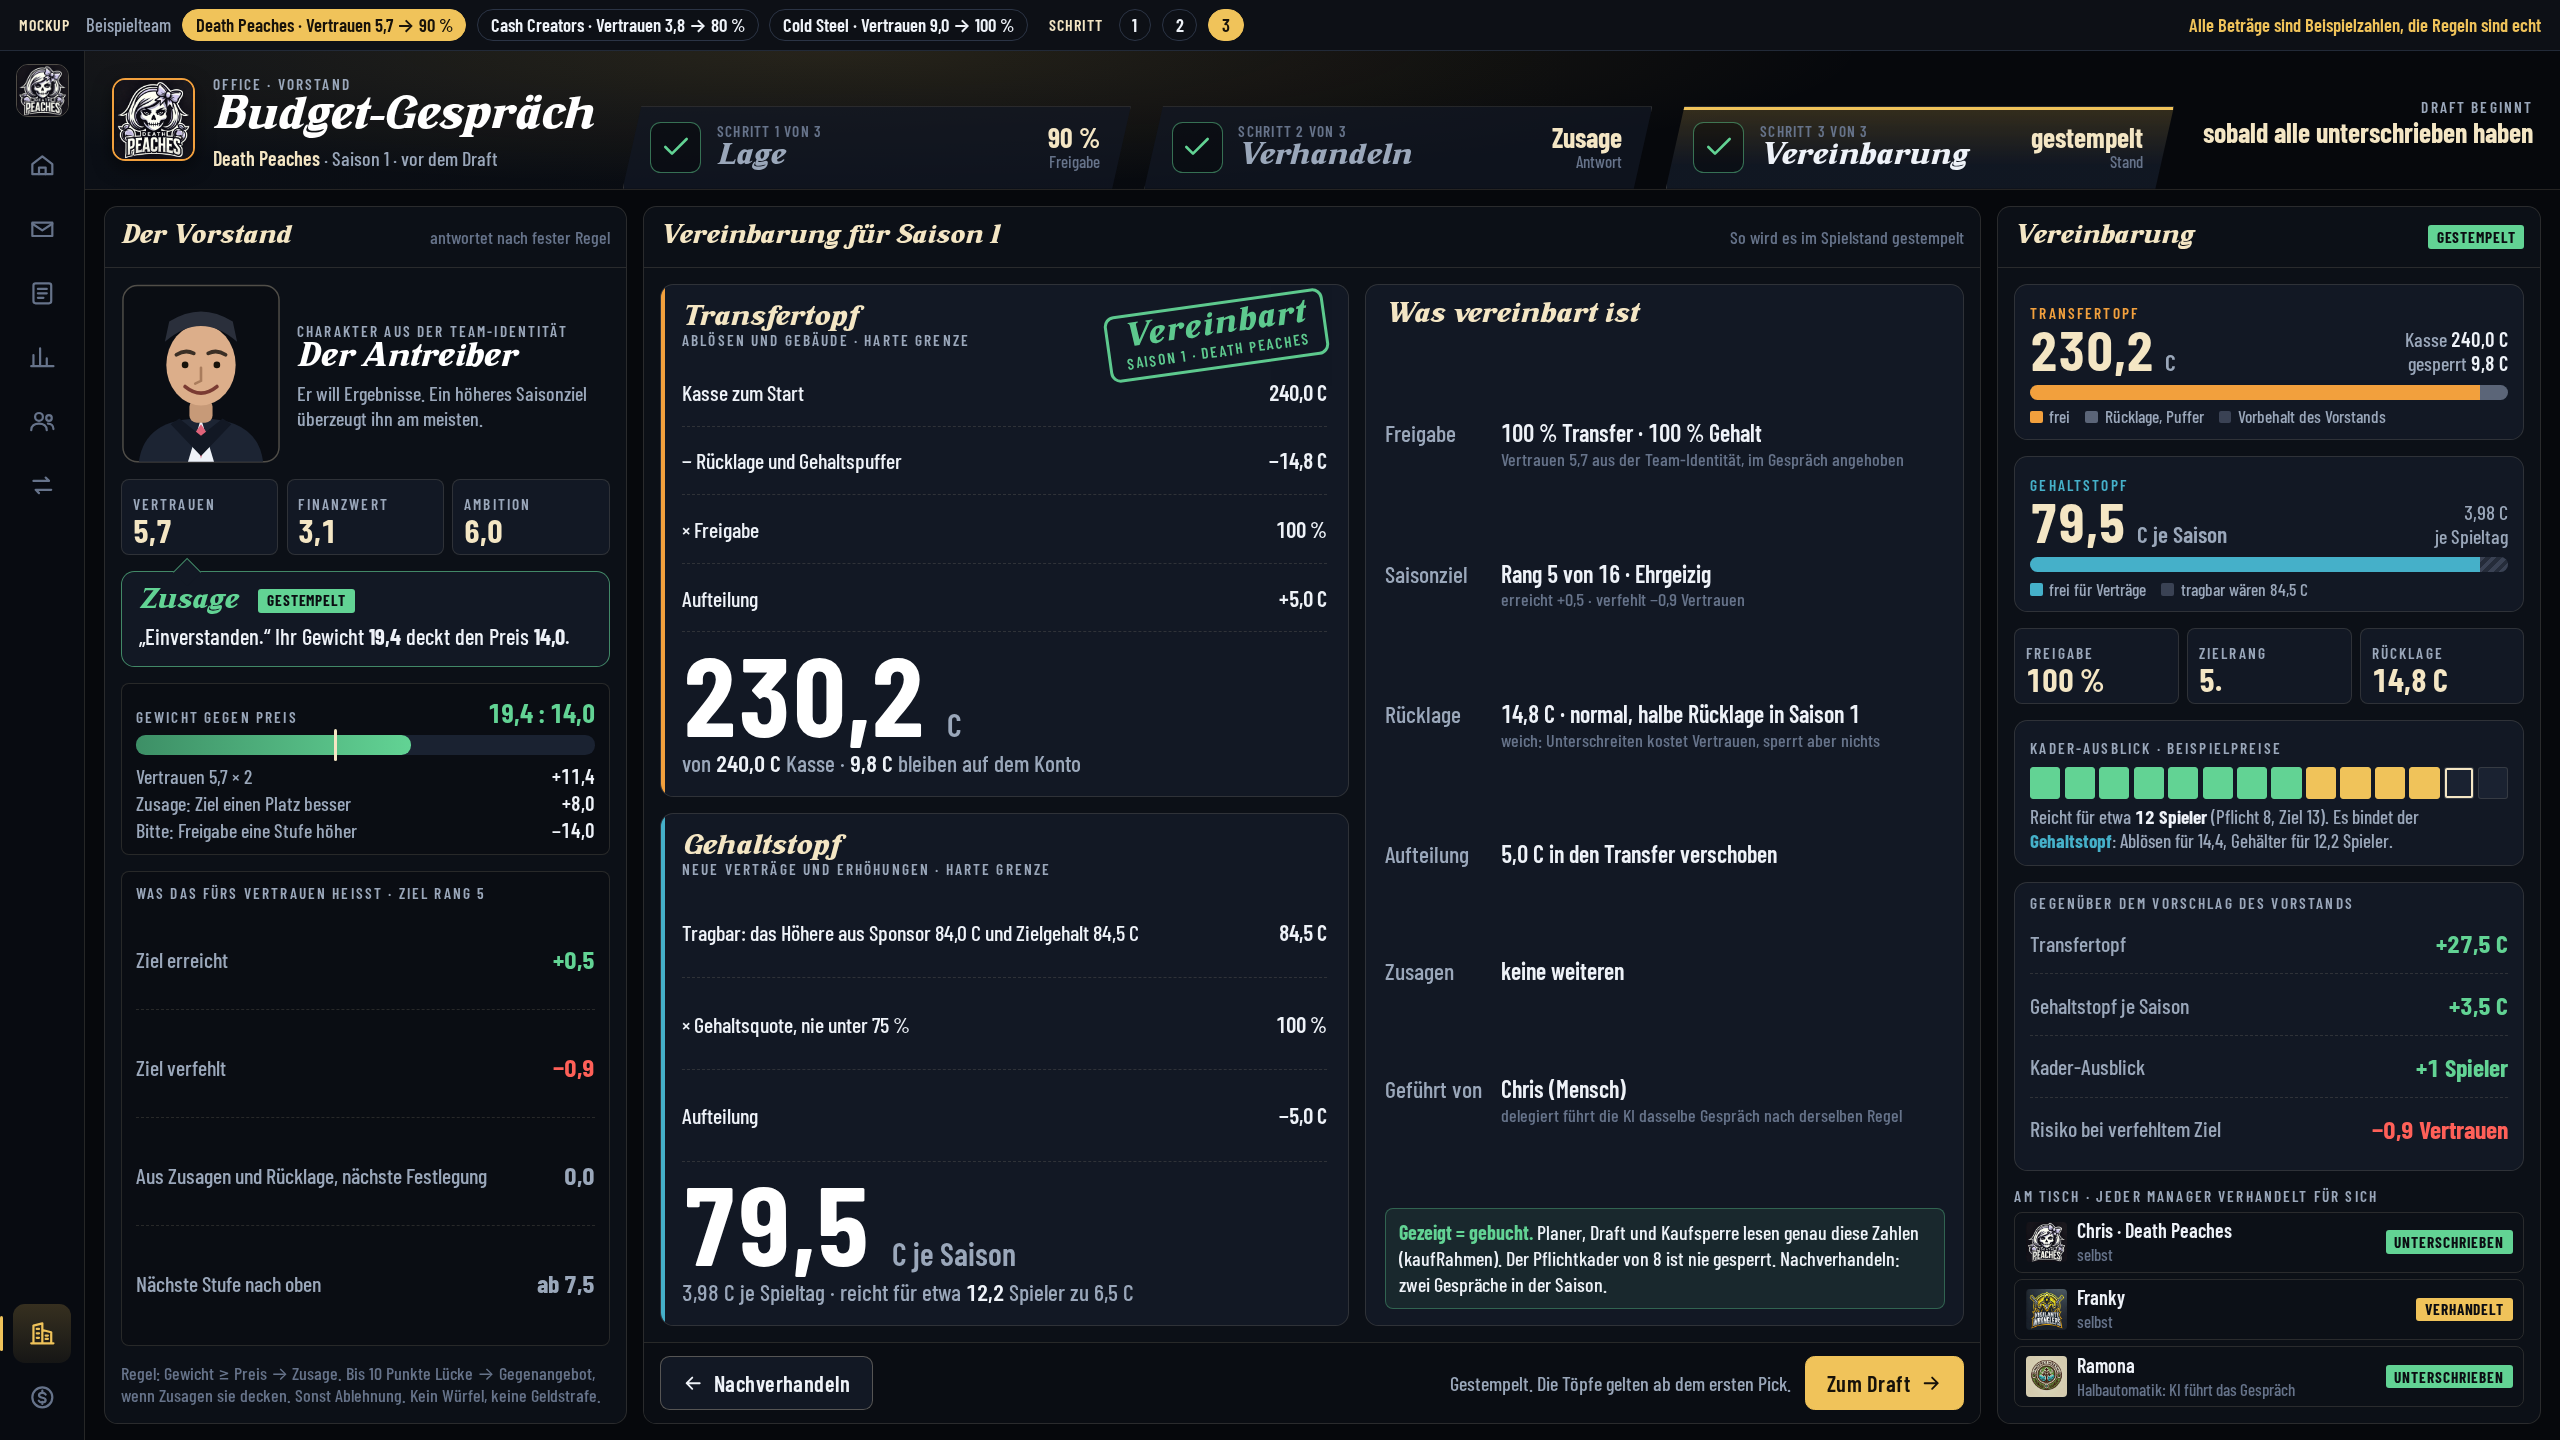 MOCKUP Beispielteam Death Peaches · Vertrauen 5,7 → 90 % Cash Creators · Vertrauen 3,8 → 80 % Cold Steel · Vertrauen 9,0 → 100 % SCHRITT 1 2 3 Alle Beträge sind Beispielzahlen, die Regeln sind echt
OFFICE · VORSTAND
Budget-Gespräch
Death Peaches · Saison 1 · vor dem Draft
SCHRITT 1 VON 3
Lage
90 %
Freigabe
SCHRITT 2 VON 3
Verhandeln
Zusage
Antwort
SCHRITT 3 VON 3
Vereinbarung
gestempelt
Stand
DRAFT BEGINNT
sobald alle unterschrieben haben
Der Vorstand
antwortet nach fester Regel
CHARAKTER AUS DER TEAM-IDENTITÄT
Der Antreiber
Er will Ergebnisse. Ein höheres Saisonziel
überzeugt ihn am meisten.
VERTRAUEN
5,7
FINANZWERT
3,1
AMBITION
6,0
Zusage GESTEMPELT
„Einverstanden.“ Ihr Gewicht 19,4 deckt den Preis 14,0.
GEWICHT GEGEN PREIS 19,4 : 14,0
Vertrauen 5,7 × 2 +11,4
Zusage: Ziel einen Platz besser +8,0
Bitte: Freigabe eine Stufe höher −14,0
WAS DAS FÜRS VERTRAUEN HEISST · ZIEL RANG 5
Ziel erreicht +0,5
Ziel verfehlt −0,9
Aus Zusagen und Rücklage, nächste Festlegung 0,0
Nächste Stufe nach oben ab 7,5
Regel: Gewicht ≥ Preis → Zusage. Bis 10 Punkte Lücke → Gegenangebot,
wenn Zusagen sie decken. Sonst Ablehnung. Kein Würfel, keine Geldstrafe.
Vereinbarung für Saison 1
So wird es im Spielstand gestempelt
Transfertopf
ABLÖSEN UND GEBÄUDE · HARTE GRENZE
Vereinbart
SAISON 1 · DEATH PEACHES
Kasse zum Start 240,0 C
− Rücklage und Gehaltspuffer −14,8 C
× Freigabe 100 %
Aufteilung +5,0 C
230,2 C
von 240,0 C Kasse · 9,8 C bleiben auf dem Konto
Gehaltstopf
NEUE VERTRÄGE UND ERHÖHUNGEN · HARTE GRENZE
Tragbar: das Höhere aus Sponsor 84,0 C und Zielgehalt 84,5 C 84,5 C
× Gehaltsquote, nie unter 75 % 100 %
Aufteilung −5,0 C
79,5 C je Saison
3,98 C je Spieltag · reicht für etwa 12,2 Spieler zu 6,5 C
Was vereinbart ist
Freigabe 100 % Transfer · 100 % Gehalt
Vertrauen 5,7 aus der Team-Identität, im Gespräch angehoben
Saisonziel Rang 5 von 16 · Ehrgeizig
erreicht +0,5 · verfehlt −0,9 Vertrauen
Rücklage 14,8 C · normal, halbe Rücklage in Saison 1
weich: Unterschreiten kostet Vertrauen, sperrt aber nichts
Aufteilung 5,0 C in den Transfer verschoben
Zusagen keine weiteren
Geführt von Chris (Mensch)
delegiert führt die KI dasselbe Gespräch nach derselben Regel
Gezeigt = gebucht. Planer, Draft und Kaufsperre lesen genau diese Zahlen
(kaufRahmen). Der Pflichtkader von 8 ist nie gesperrt. Nachverhandeln:
zwei Gespräche in der Saison.
← Nachverhandeln
Gestempelt. Die Töpfe gelten ab dem ersten Pick.
Zum Draft →
Vereinbarung GESTEMPELT
TRANSFERTOPF
230,2 C
Kasse 240,0 C
gesperrt 9,8 C
frei Rücklage, Puffer Vorbehalt des Vorstands
GEHALTSTOPF
79,5 C je Saison
3,98 C
je Spieltag
frei für Verträge tragbar wären 84,5 C
FREIGABE
100 %
ZIELRANG
5.
RÜCKLAGE
14,8 C
KADER-AUSBLICK · BEISPIELPREISE
Reicht für etwa 12 Spieler (Pflicht 8, Ziel 13). Es bindet der
Gehaltstopf: Ablösen für 14,4, Gehälter für 12,2 Spieler.
GEGENÜBER DEM VORSCHLAG DES VORSTANDS
Transfertopf +27,5 C
Gehaltstopf je Saison +3,5 C
Kader-Ausblick +1 Spieler
Risiko bei verfehltem Ziel −0,9 Vertrauen
AM TISCH · JEDER MANAGER VERHANDELT FÜR SICH
Chris · Death Peaches
selbst
UNTERSCHRIEBEN
Franky
selbst
VERHANDELT
Ramona
Halbautomatik: KI führt das Gespräch
UNTERSCHRIEBEN